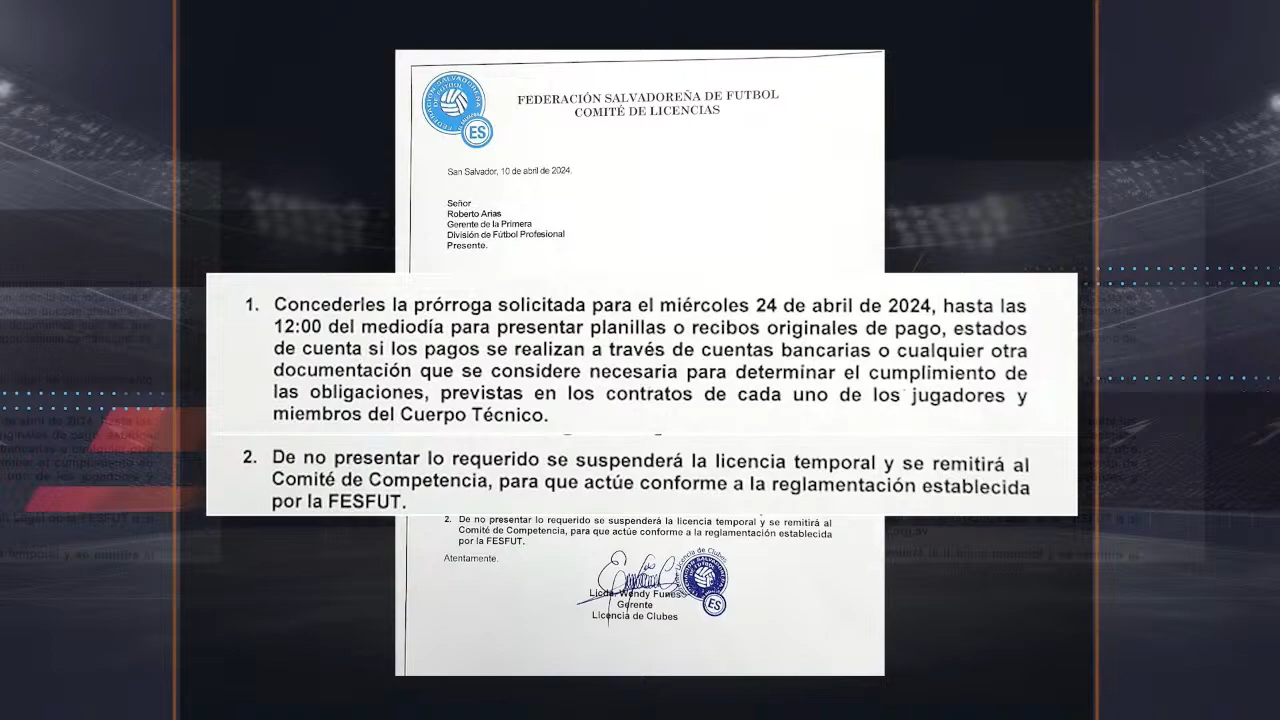 FEDERACIÓN SALVADOREÑA DE FUTBOL
COMITÉ DE LICENCIAS
ES
San Salvador, 10 de abril de 2024.
Señor
Roberto Arias
Gerente de la Primera
División de Fútbol Profesional
Presente.
1. Concederles la prórroga solicitada para el miércoles 24 de abril de 2024, hasta las
12:00 del mediodía para presentar planillas o recibos originales de pago, estados
de cuenta si los pagos se realizan a través de cuentas bancarias o cualquier otra
documentación que se considere necesaria para determinar el cumplimiento de
las obligaciones, previstas en los contratos de cada uno de los jugadores y
miembros del Cuerpo Técnico.
2. De no presentar lo requerido se suspenderá la licencia temporal y se remitirá al
Comité de Competencia, para que actúe conforme a la reglamentación establecida
por la FESFUT.
2. De no presentar lo requerido se suspenderá la licencia temporal y se remitirá al
Comité de Competencia, para que actúe conforme a la reglamentación establecida
por la FESFUT.
Atentamente.
Licda. Wendy Funes
Gerente
Licencia de Clubes
ES